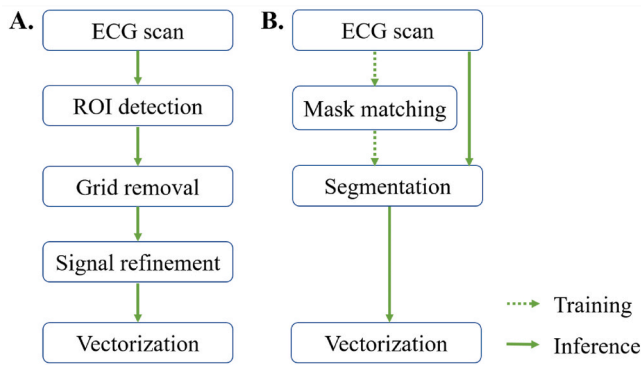 A.
ECG scan
ROI detection
Grid removal
Signal refinement
Vectorization
B.
ECG scan
Mask matching
Segmentation
Vectorization
Training
Inference